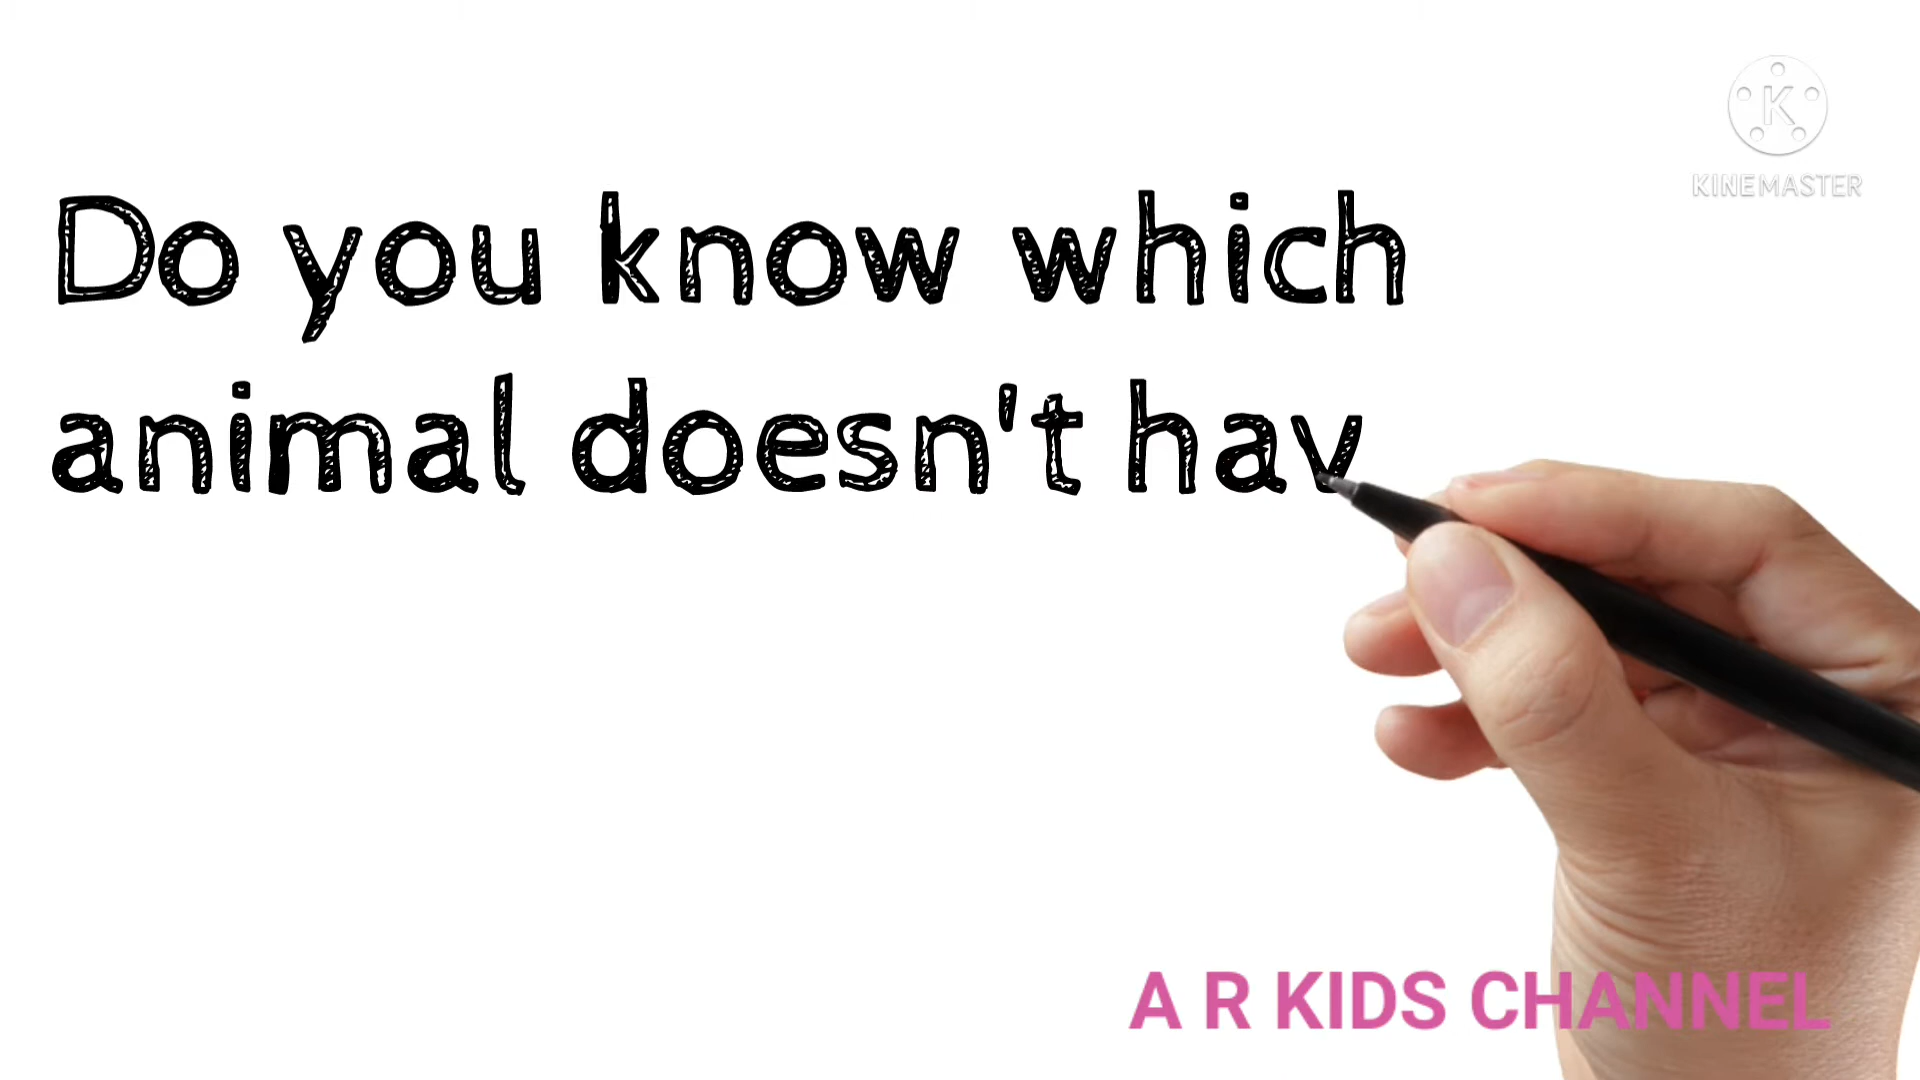 KINEMASTER
Do you know which
animal doesn't hav
A R KIDS CHANNEL